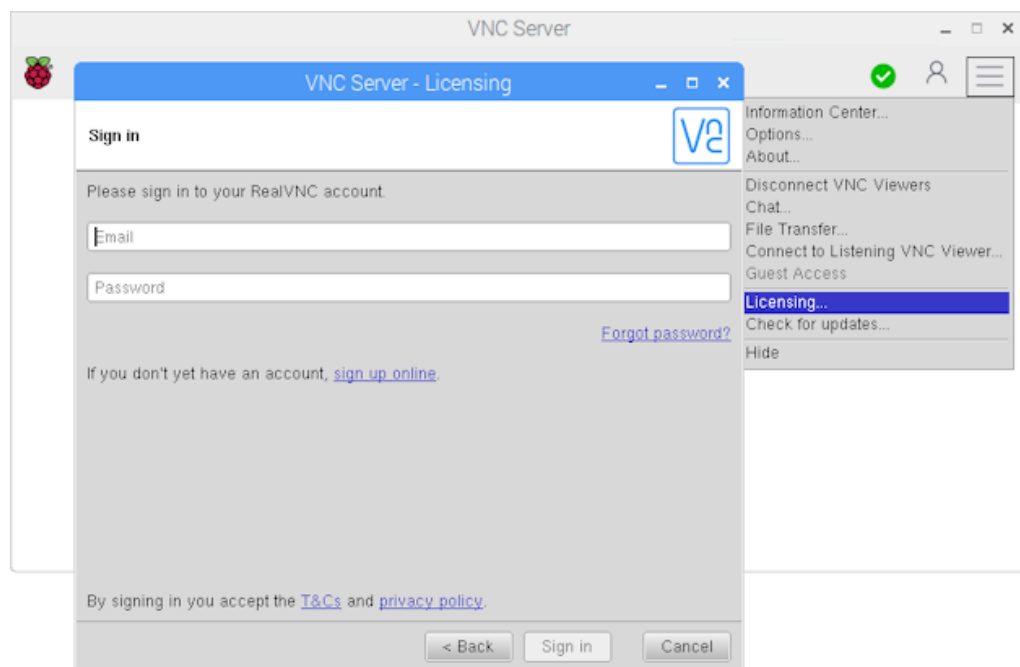 VNC Server
VNC Server - Licensing
Sign in
VNC
Please sign in to your RealVNC account.
Email
Password
Forgot password?
If you don't yet have an account, sign up online.
By signing in you accept the T&Cs and privacy policy.
< Back
Sign in
Cancel
Information Center...
Options...
About...
Disconnect VNC Viewers
Chat...
File Transfer...
Connect to Listening VNC Viewer...
Guest Access
Licensing...
Check for updates...
Hide